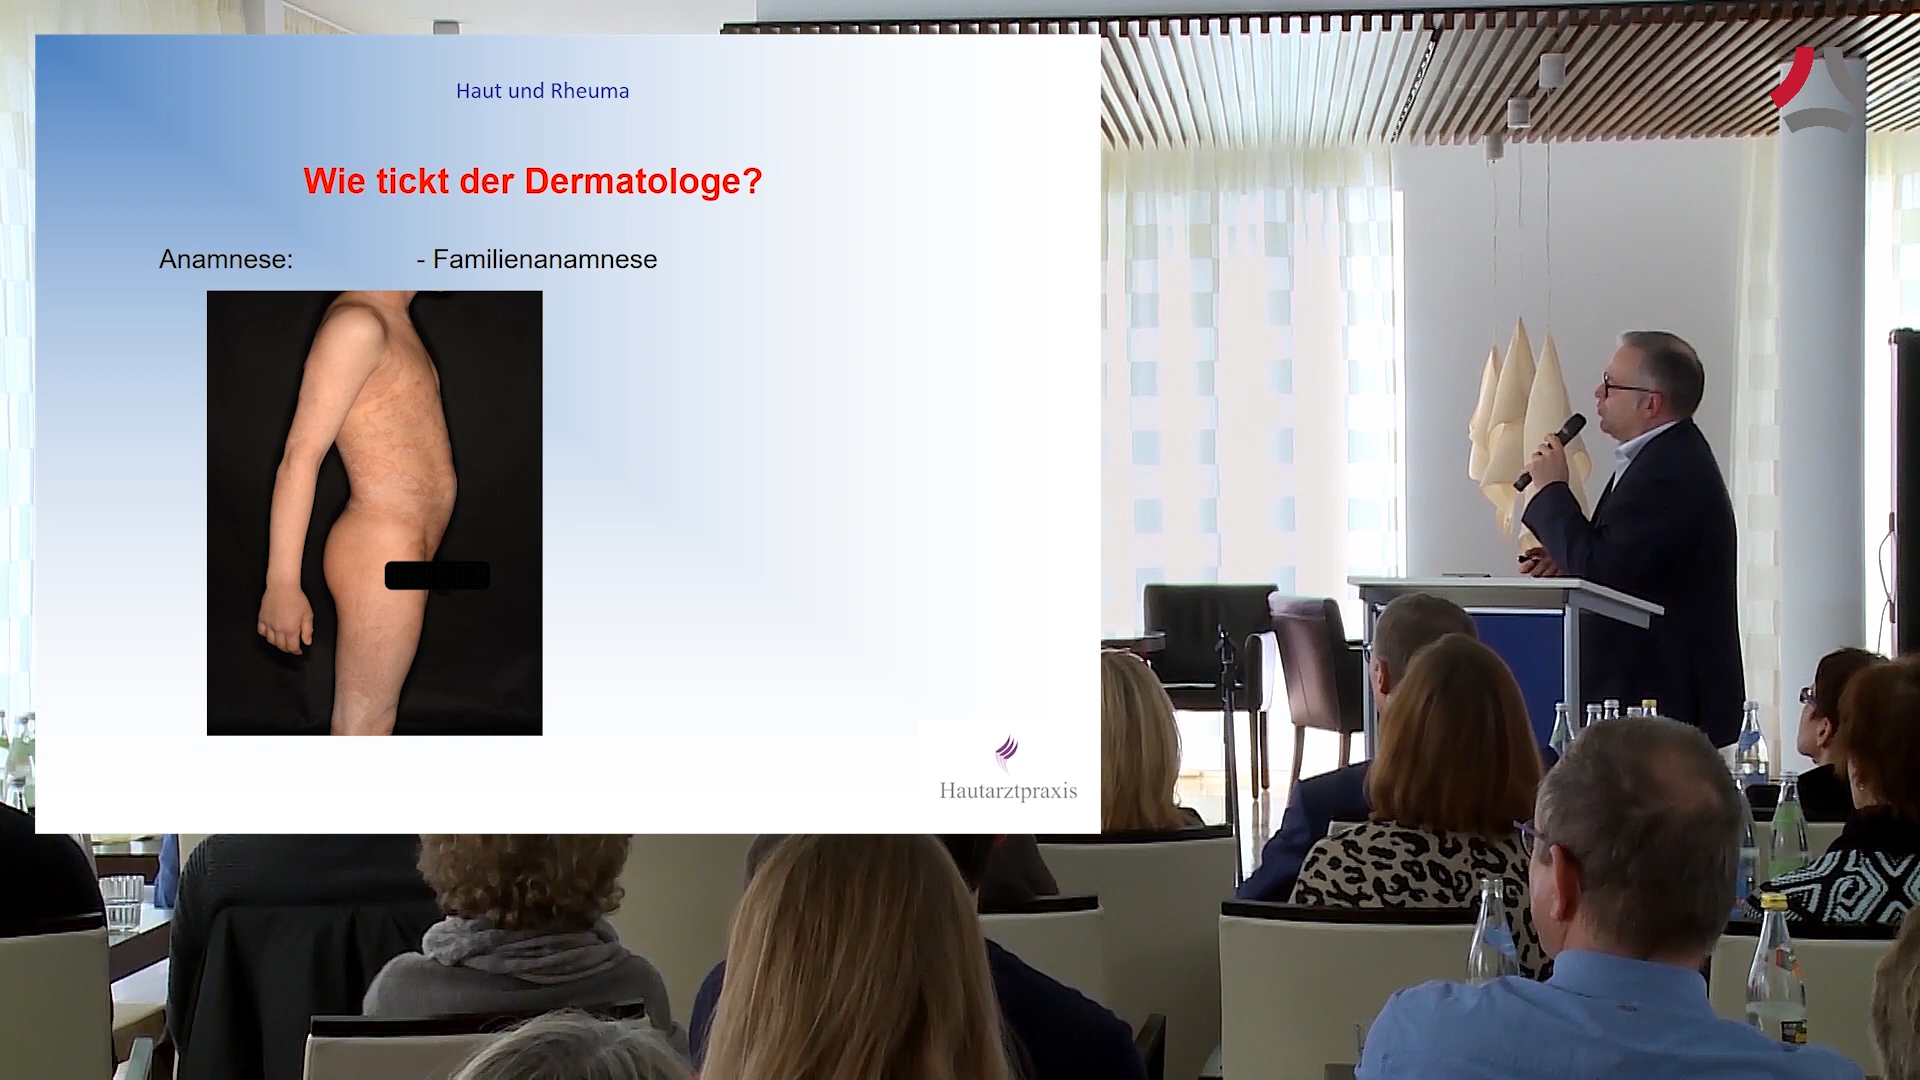 Haut und Rheuma
Wie tickt der Dermatologe?
Anamnese: - Familienanamnese
Hautarztpraxis